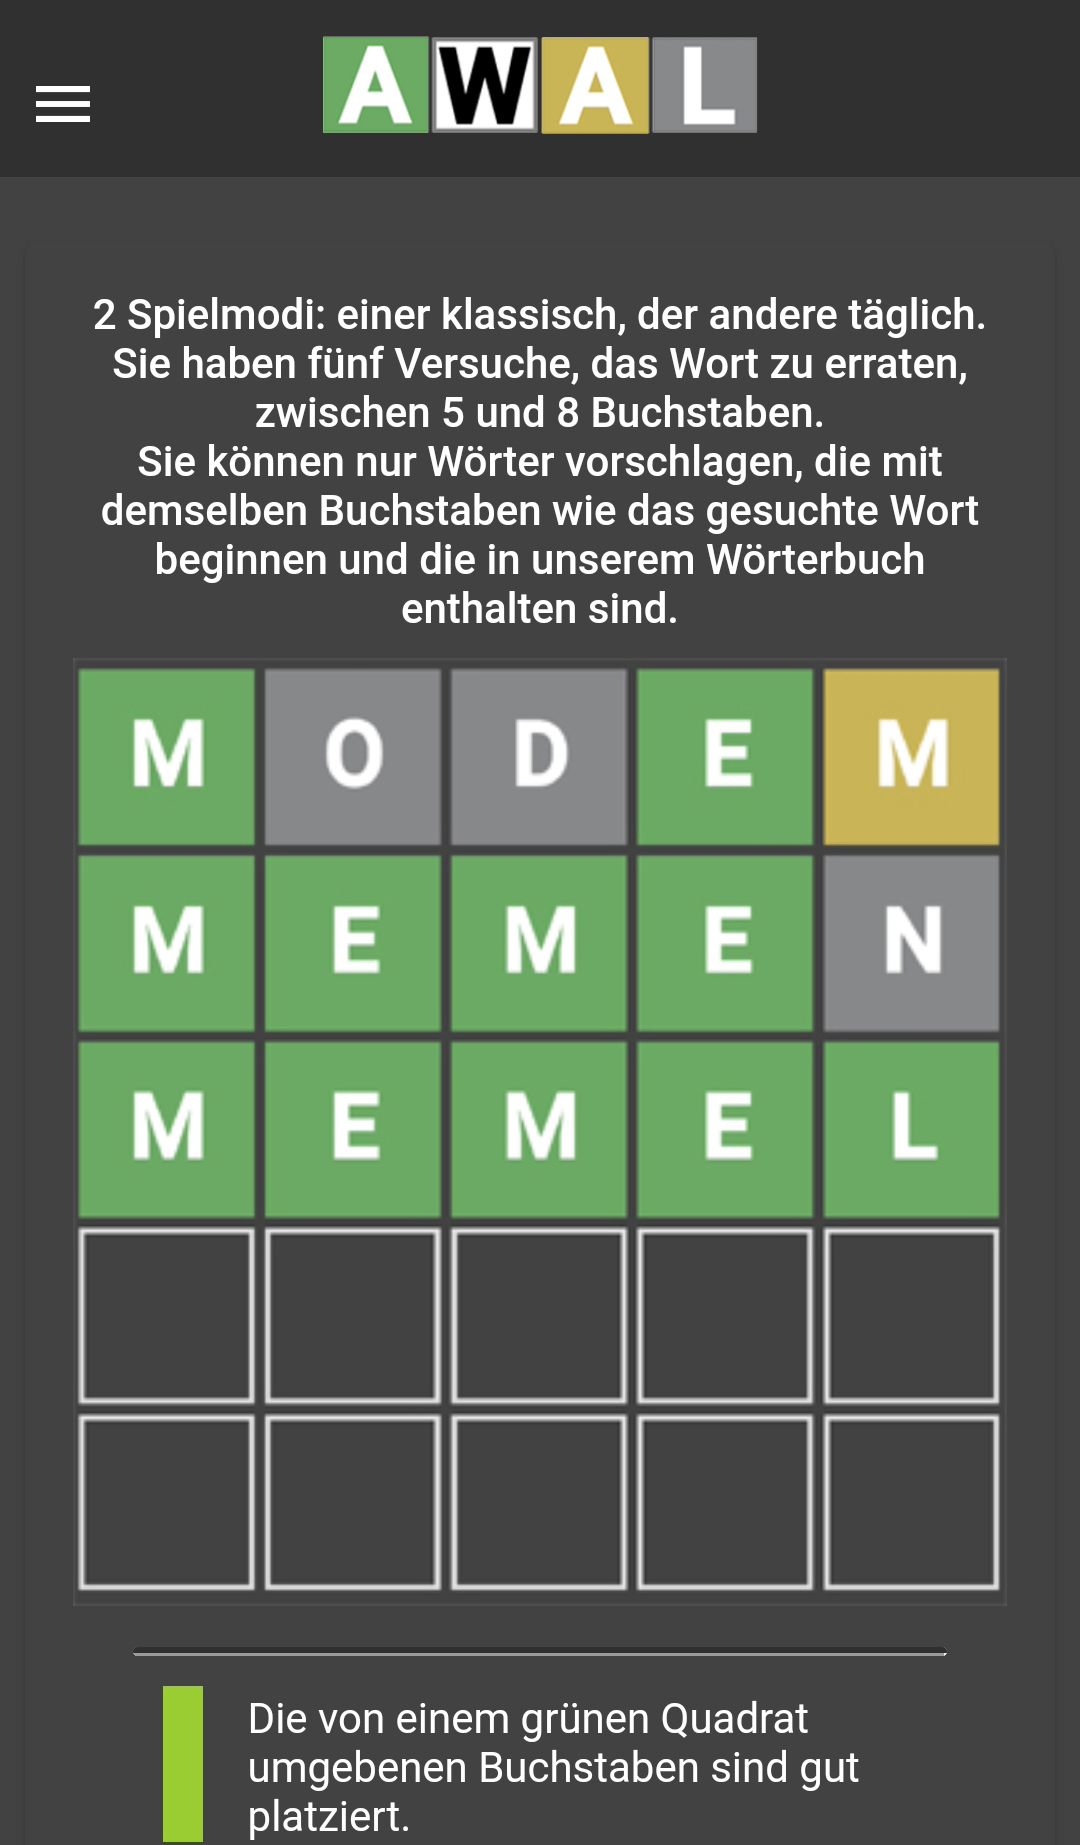 AWAL
2 Spielmodi: einer klassisch, der andere täglich.
Sie haben fünf Versuche, das Wort zu erraten,
zwischen 5 und 8 Buchstaben.
Sie können nur Wörter vorschlagen, die mit
demselben Buchstaben wie das gesuchte Wort
beginnen und die in unserem Wörterbuch
enthalten sind.
M O D E M
M E M E N
M E M E L
Die von einem grünen Quadrat
umgebenen Buchstaben sind gut
platziert.